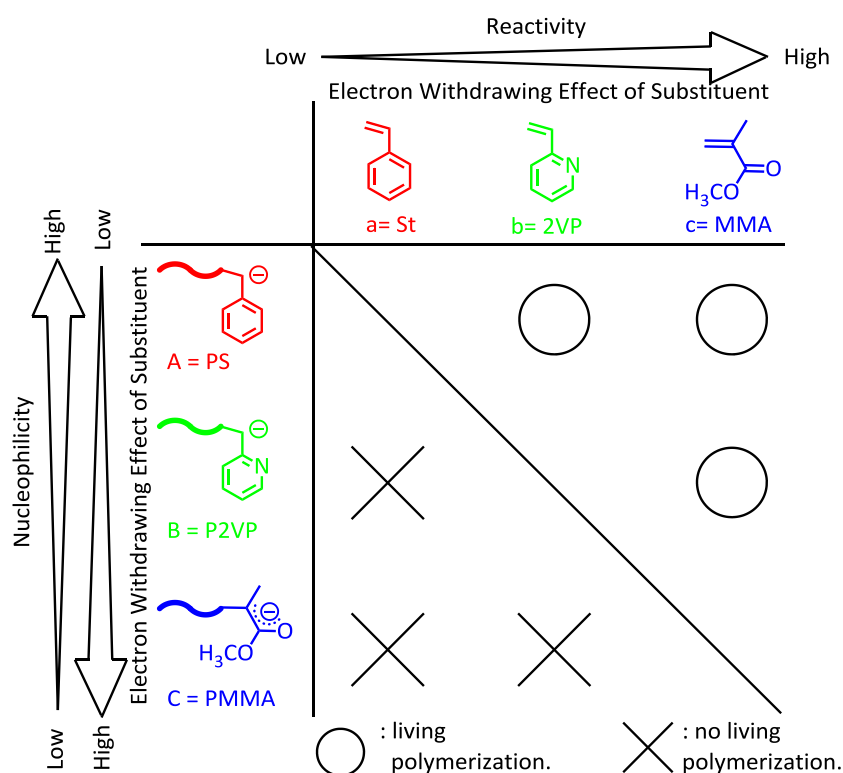 Reactivity
Low
High
Electron Withdrawing Effect of Substituent
N
O
H3CO
a= St
b= 2VP
c= MMA
High
Low
Nucleophilicity
Electron Withdrawing Effect of Substituent
A = PS
N
B = P2VP
O
H3CO
C = PMMA
Low
High
: living
polymerization.
: no living
polymerization.